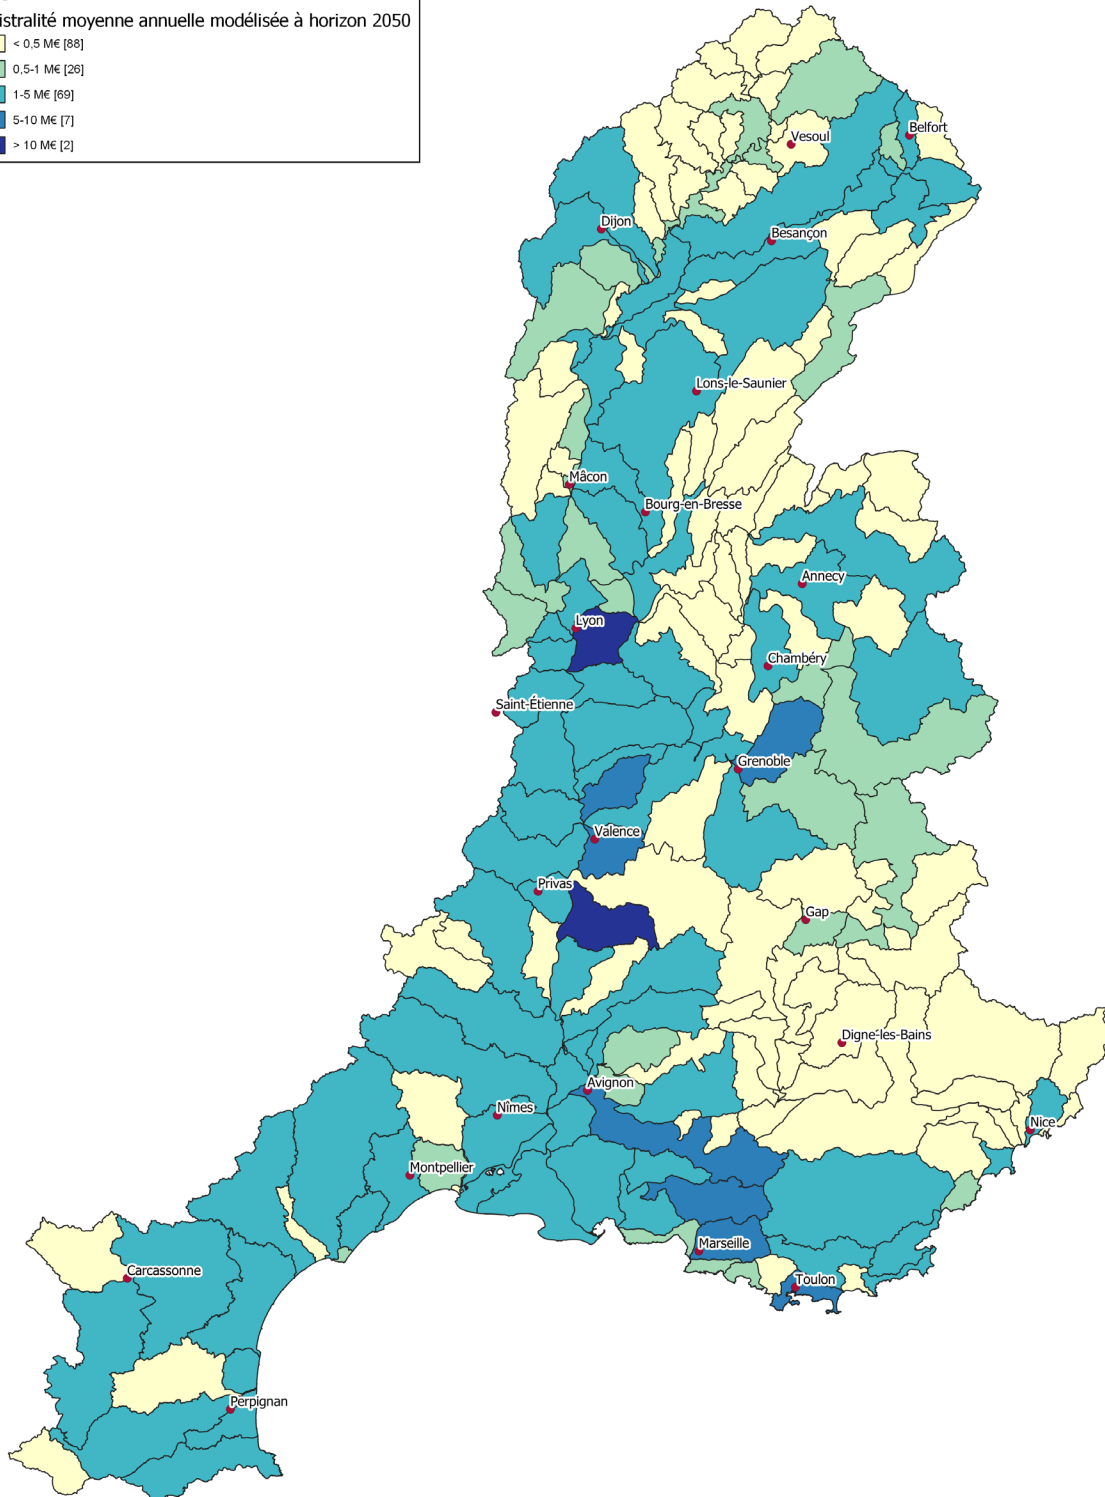 istralité moyenne annuelle modélisée à horizon 2050
< 0,5 M€ [88]
0,5-1 M€ [26]
1-5 M€ [69]
5-10 M€ [7]
> 10 M€ [2]
Belfort
Vesoul
Dijon
Besançon
Lons-le-Saunier
Mâcon
Bourg-en-Bresse
Annecy
Lyon
Chambéry
Saint-Étienne
Grenoble
Valence
Privas
Gap
Digne-les-Bains
Avignon
Nîmes
Nice
Montpellier
Marseille
Carcassonne
Toulon
Perpignan